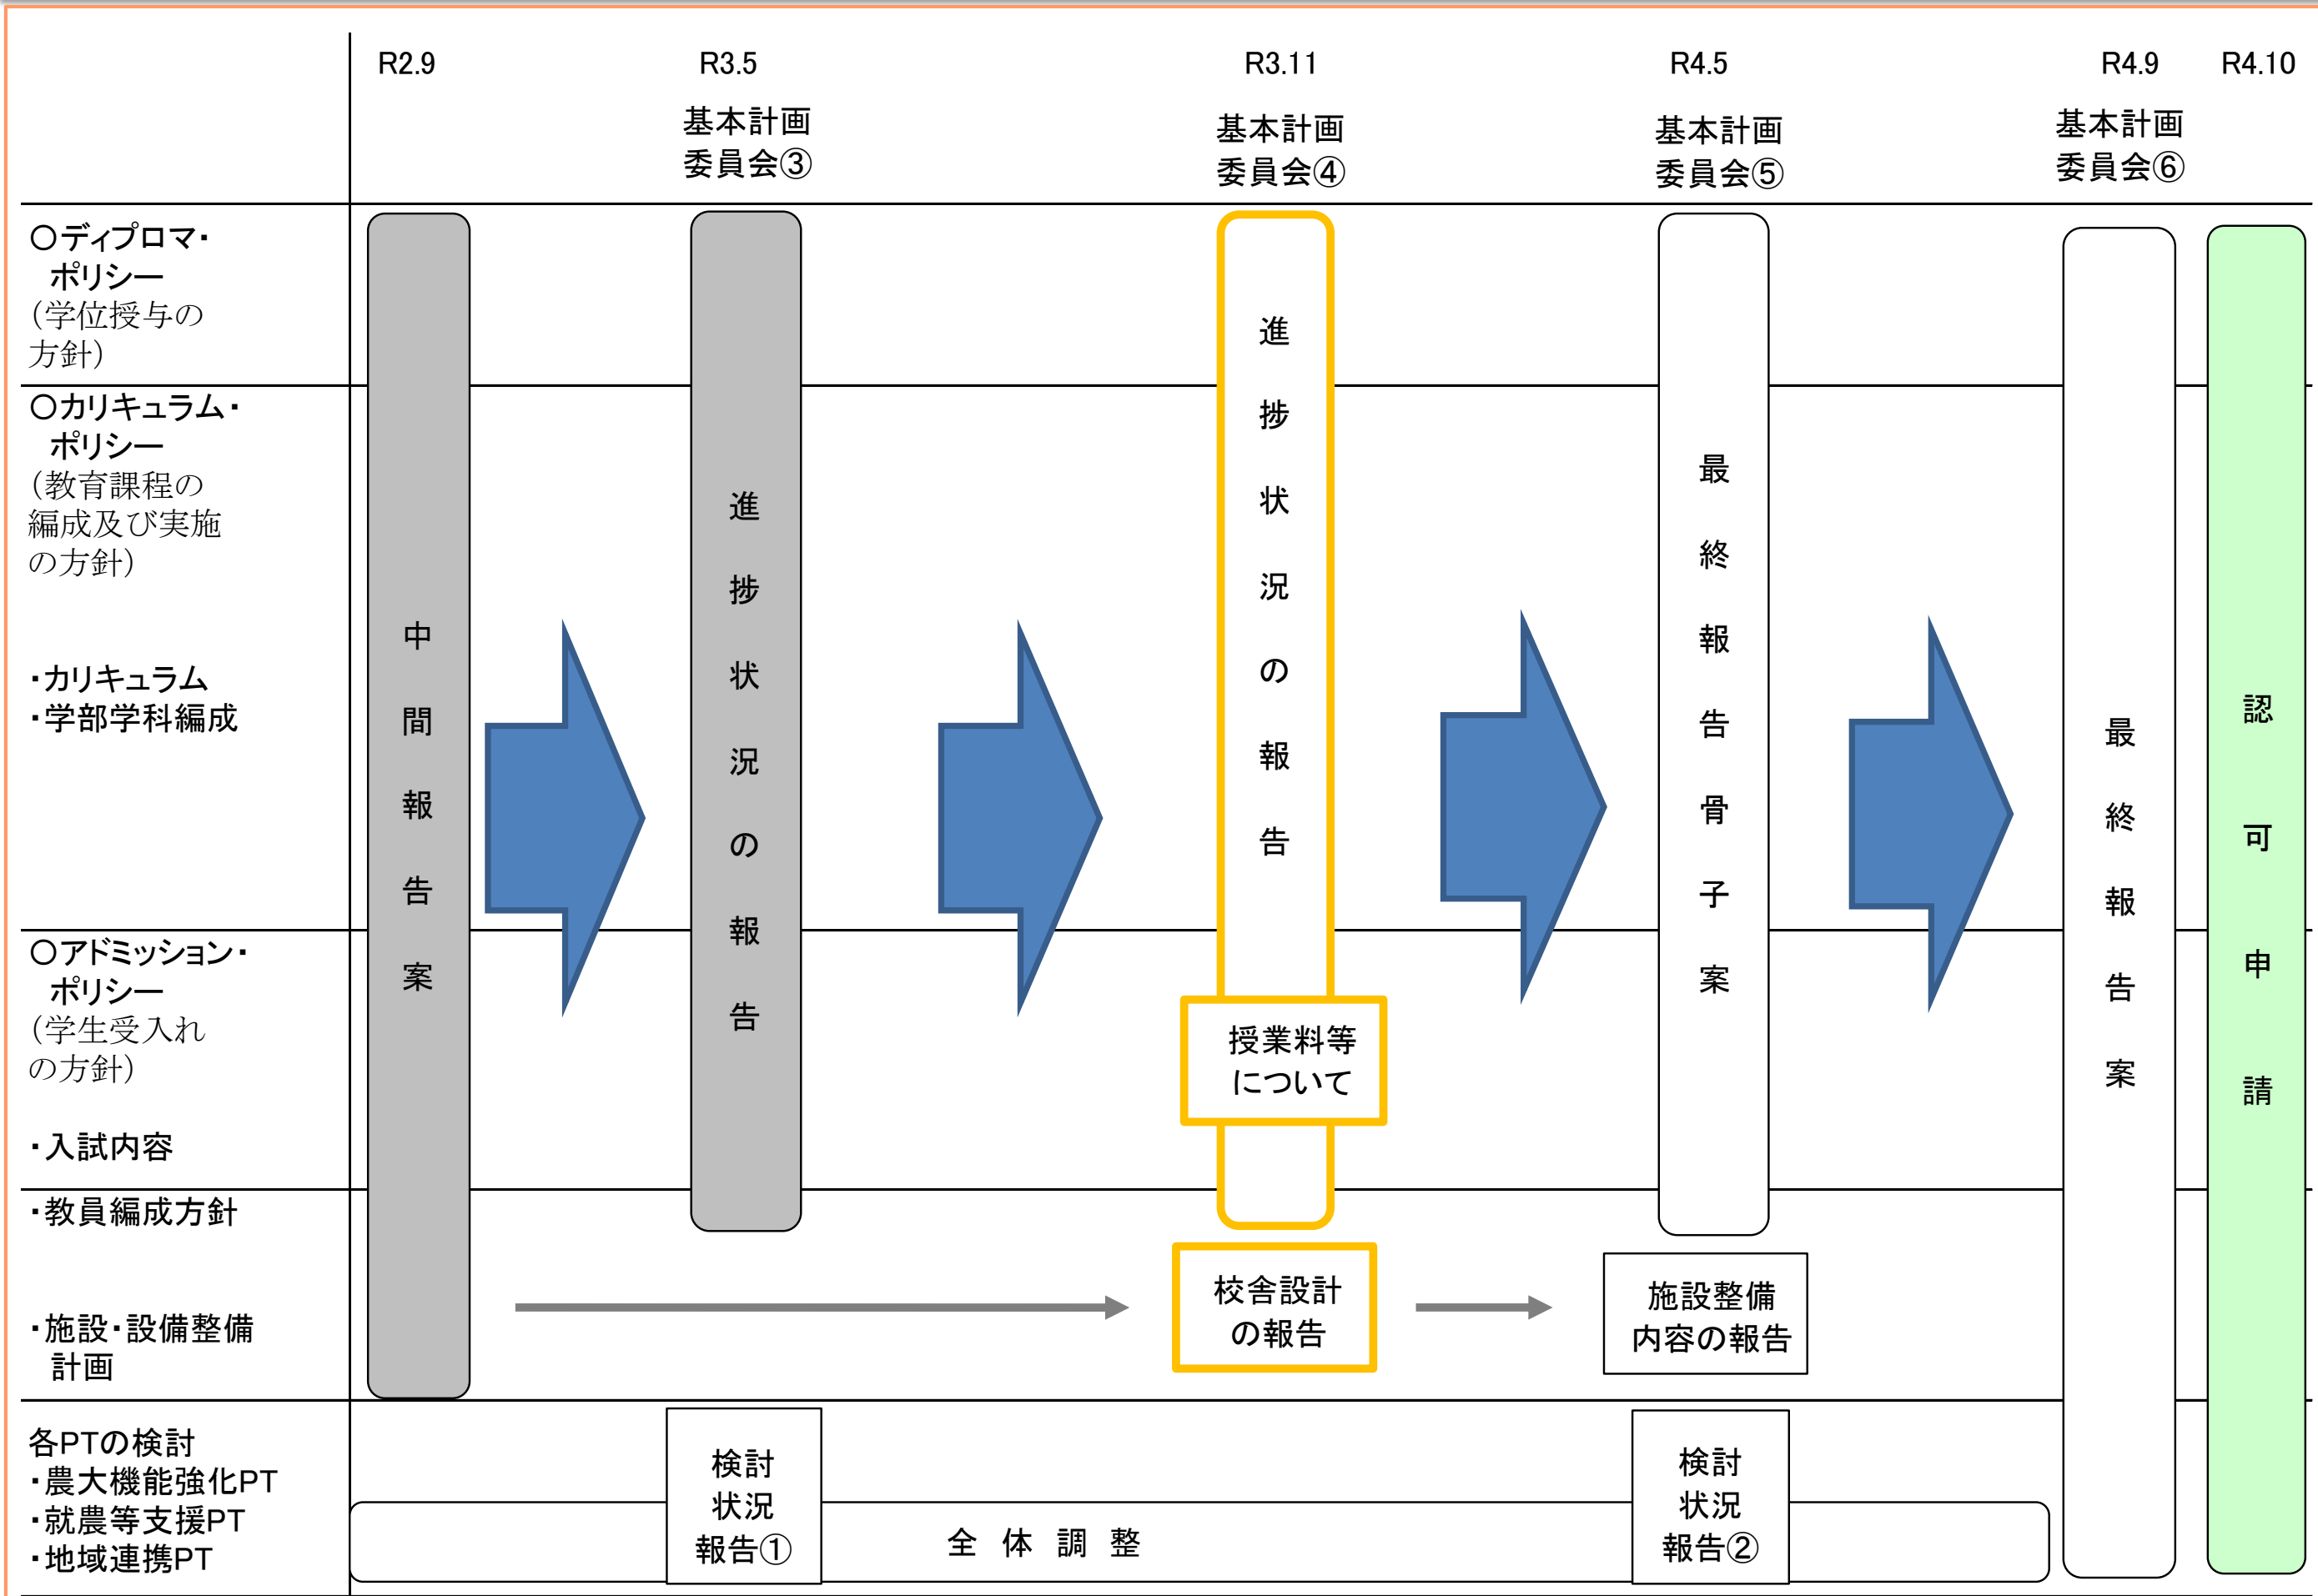 R2.9
R3.5
R3.11
R4.5
R4.9
R4.10
基本計画
委員会③
基本計画
委員会④
基本計画
委員会⑤
基本計画
委員会⑥
○ディプロマ・
ポリシー
(学位授与の
方針)
○カリキュラム・
ポリシー
(教育課程の
編成及び実施
の方針)
・カリキュラム
・学部学科編成
○アドミッション・
ポリシー
(学生受入れ
の方針)
・入試内容
・教員編成方針
・施設・設備整備
計画
各PTの検討
・農大機能強化PT
・就農等支援PT
・地域連携PT
中間報告案
進捗状況の報告
進捗状況の報告
授業料等
について
校舎設計
の報告
最終報告骨子案
施設整備
内容の報告
最終報告案
認可申請
検討
状況
報告①
全体調整
検討
状況
報告②